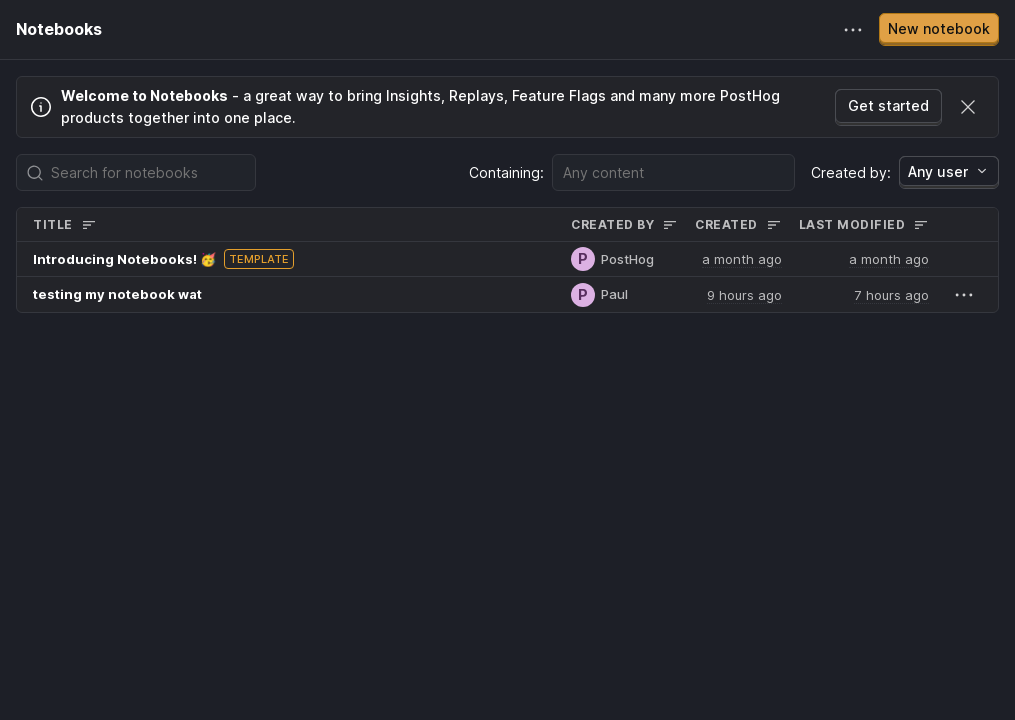 Notebooks
New notebook
Welcome to Notebooks - a great way to bring Insights, Replays, Feature Flags and many more PostHog
products together into one place.
Get started
Search for notebooks
Containing:
Any content
Created by:
Any user
TITLE CREATED BY CREATED LAST MODIFIED
Introducing Notebooks! 🥳 TEMPLATE P PostHog a month ago a month ago
testing my notebook wat P Paul 9 hours ago 7 hours ago